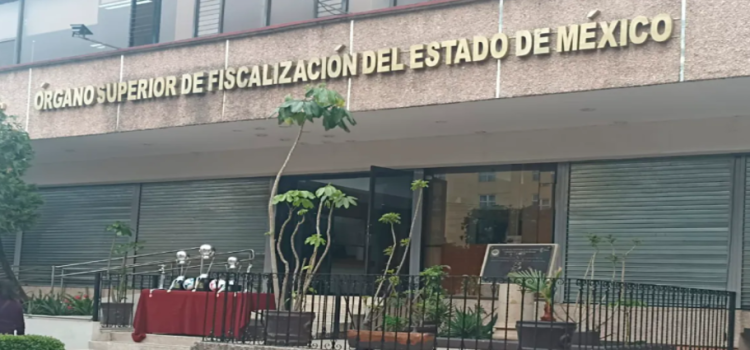 ÓRGANO SUPERIOR DE FISCALIZACIÓN DEL ESTADO DE MÉXICO